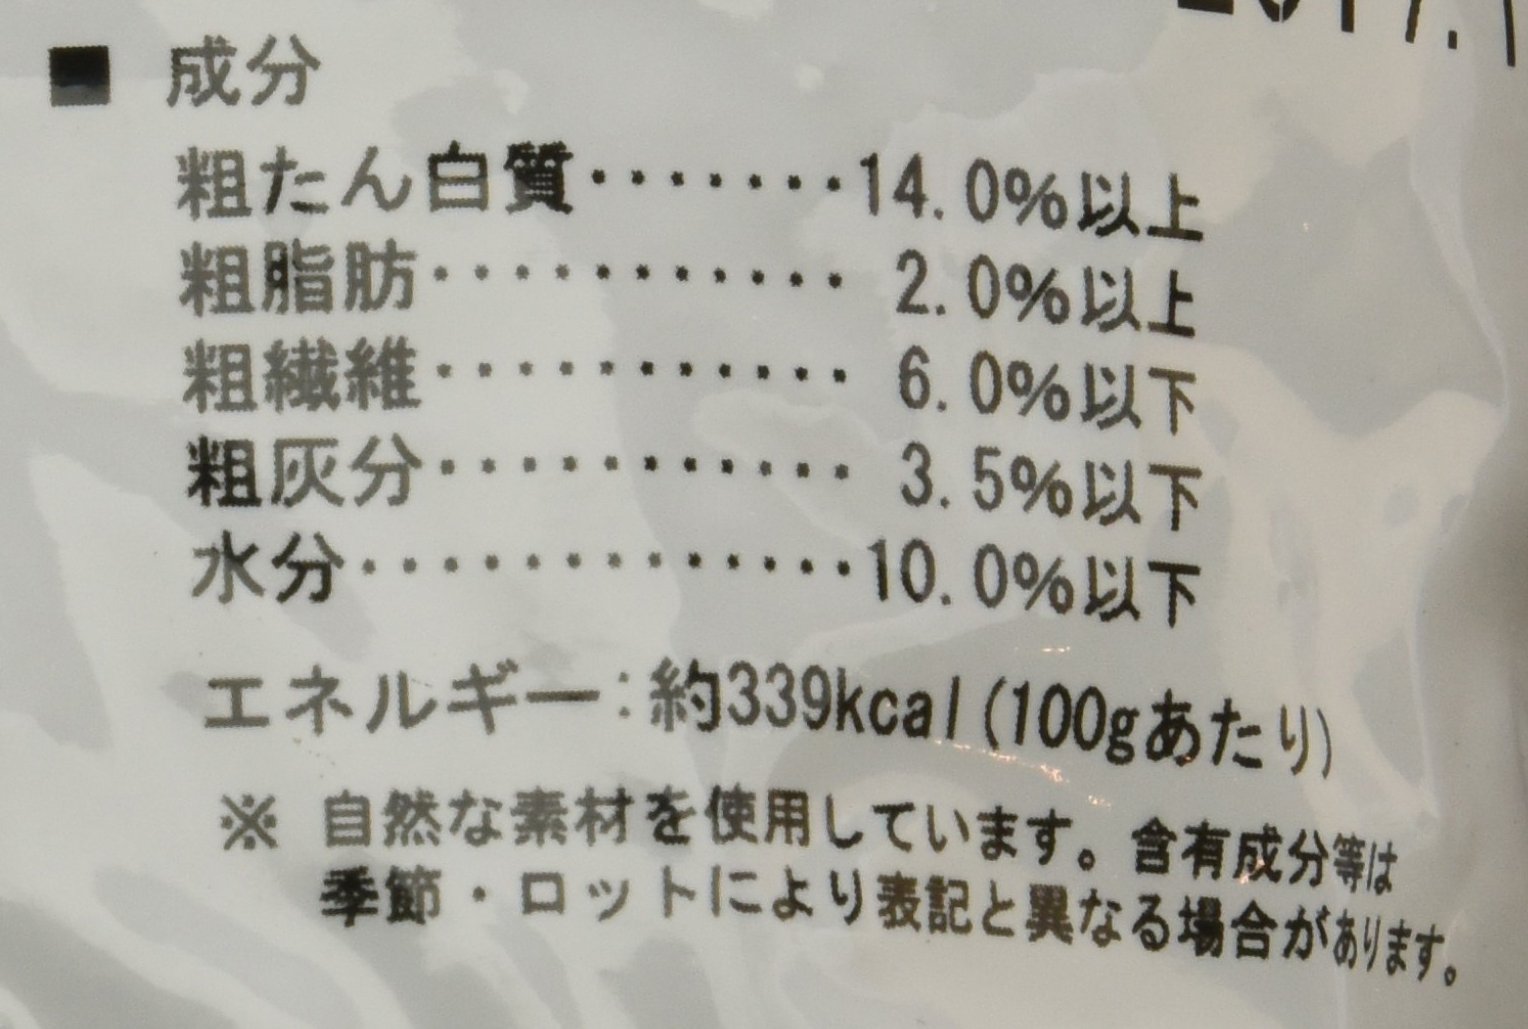 ■ 成分
粗たん白質·······14.0%以上
粗脂肪··········· 2.0%以上
粗繊維··········· 6.0%以下
粗灰分··········· 3.5%以下
水分·············10.0%以下
エネルギー:約339kcal(100gあたり)
※ 自然な素材を使用しています。含有成分等は
季節・ロットにより表記と異なる場合があります。